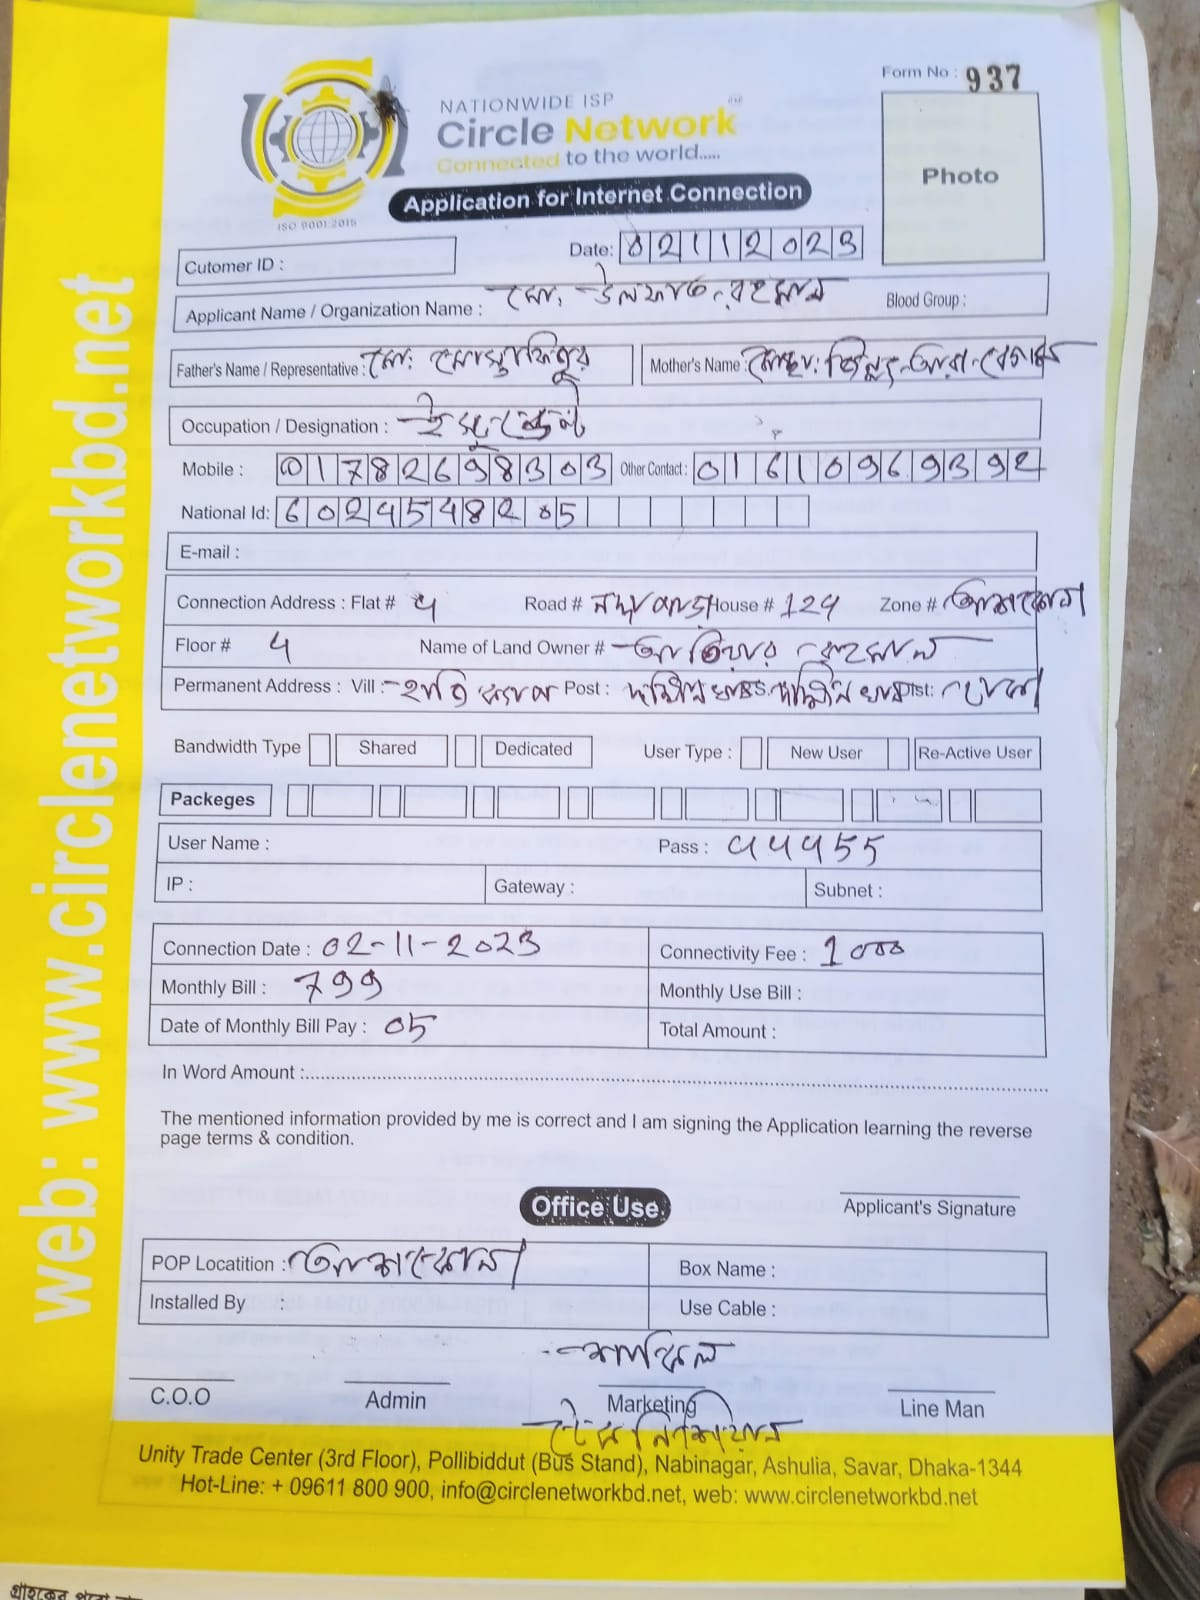 NATIONWIDE ISP
Circle Network
Connected to the world.....
ISO 9001:2015
Form No : 937
Photo
Application for Internet Connection
Cutomer ID :
Date: 02112023
Applicant Name / Organization Name : মো. রহমান
Blood Group :
Father's Name / Representative : মো: মোস্তাফিজুর
Mother's Name :
Occupation / Designation :
Mobile : 01782698303 Other Contact : 01610969392
National Id: 6024548205
E-mail :
Connection Address : Flat # 4 Road # House # 124 Zone #
Floor # 4 Name of Land Owner # আতিয়ার রহমান
Permanent Address : Vill : Post : Dist:
Bandwidth Type Shared Dedicated User Type : New User Re-Active User
Packeges
User Name : Pass :
IP : Gateway : Subnet :
Connection Date : 02-11-2023 Connectivity Fee : 1000
Monthly Bill : 799 Monthly Use Bill :
Date of Monthly Bill Pay : 05 Total Amount :
In Word Amount :
The mentioned information provided by me is correct and I am signing the Application learning the reverse
page terms & condition.
Office Use
Applicant's Signature
POP Locatition : Box Name :
Installed By : Use Cable :
C.O.O Admin Marketing Line Man
Unity Trade Center (3rd Floor), Pollibiddut (Bus Stand), Nabinagar, Ashulia, Savar, Dhaka-1344
Hot-Line: + 09611 800 900, info@circlenetworkbd.net, web: www.circlenetworkbd.net
web: www.circlenetworkbd.net